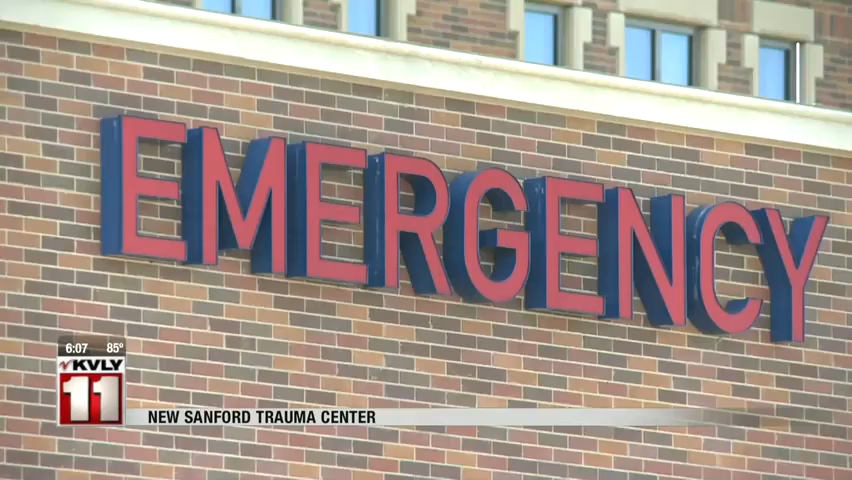 EMERGENCY
6:07 85°
KVLY
11
NEW SANFORD TRAUMA CENTER